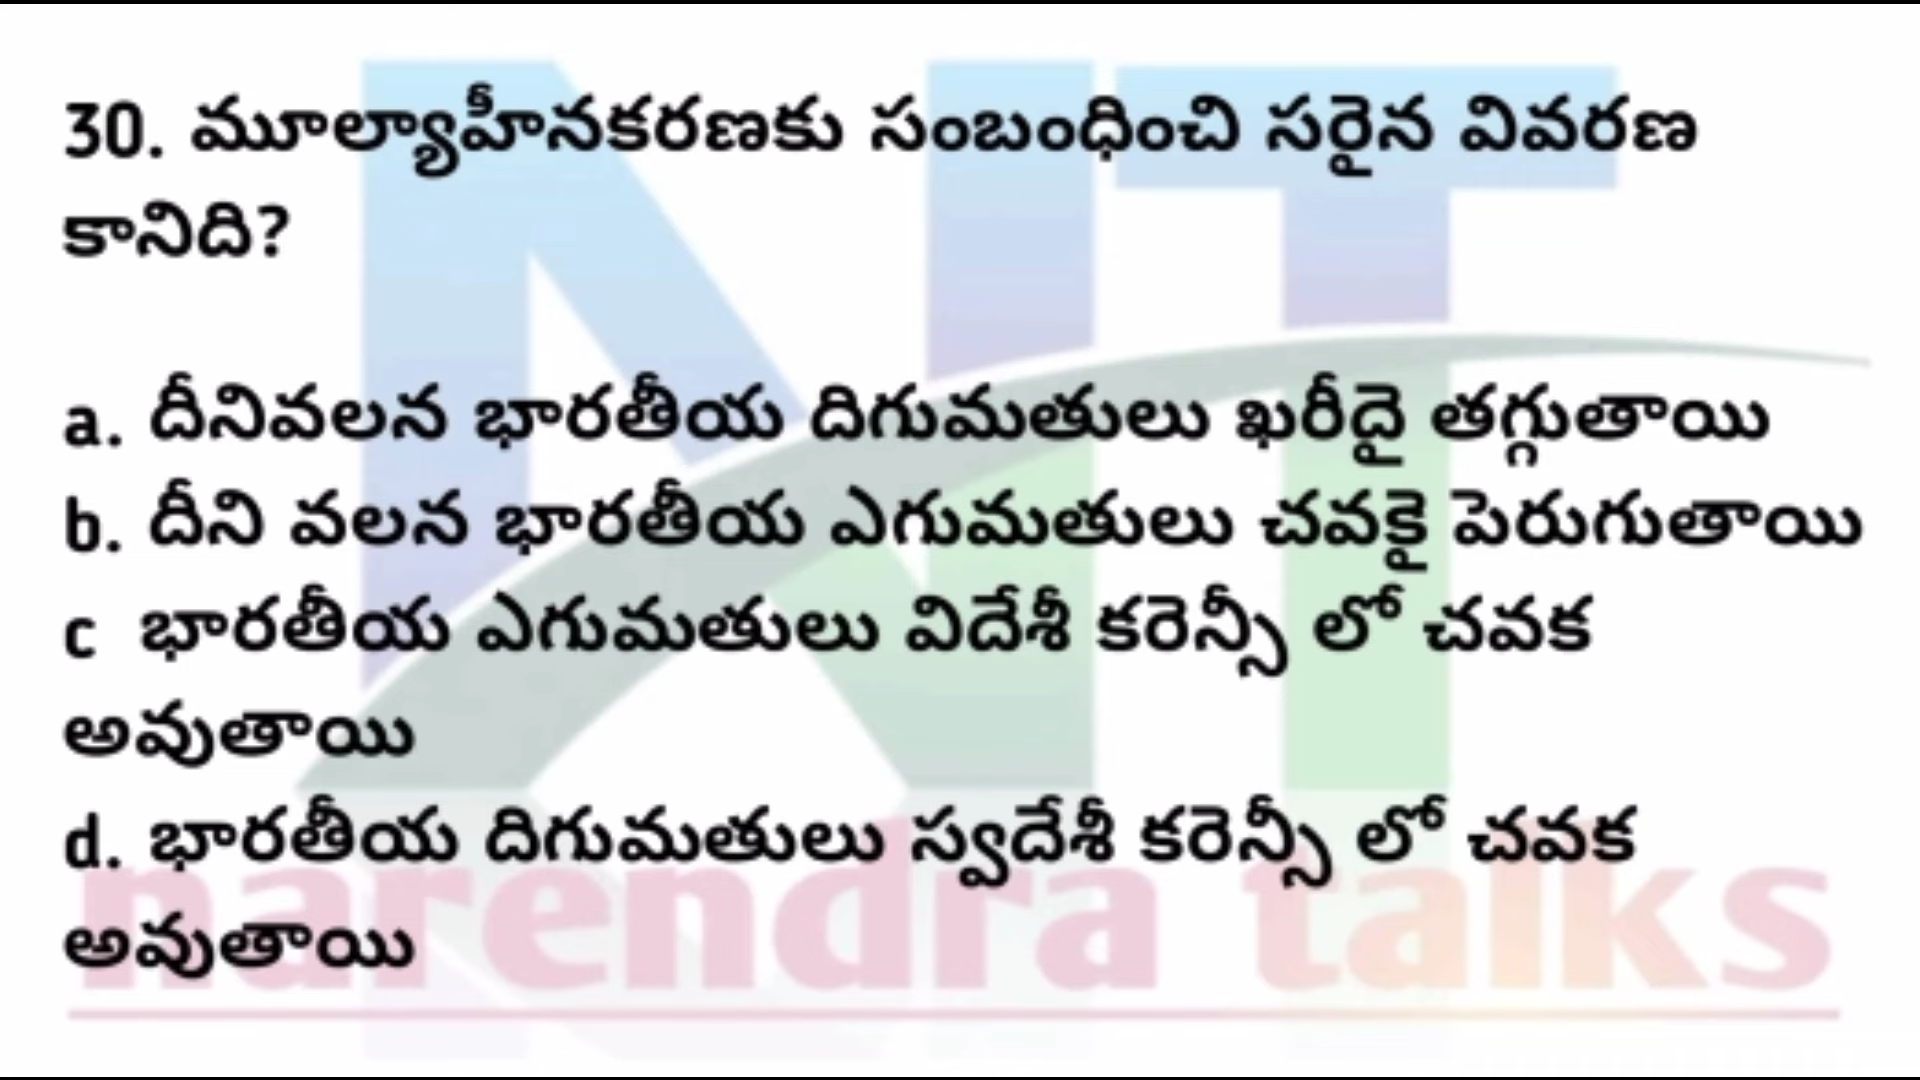 30. మూల్యాహీనకరణకు సంబంధించి సరైన వివరణ
కానిది?
a. దీనివలన భారతీయ దిగుమతులు ఖరీదై తగ్గుతాయి
b. దీని వలన భారతీయ ఎగుమతులు చవకై పెరుగుతాయి
c భారతీయ ఎగుమతులు విదేశీ కరెన్సీ లో చవక
అవుతాయి
d. భారతీయ దిగుమతులు స్వదేశీ కరెన్సీ లో చవక
అవుతాయి
NT
narendra talks